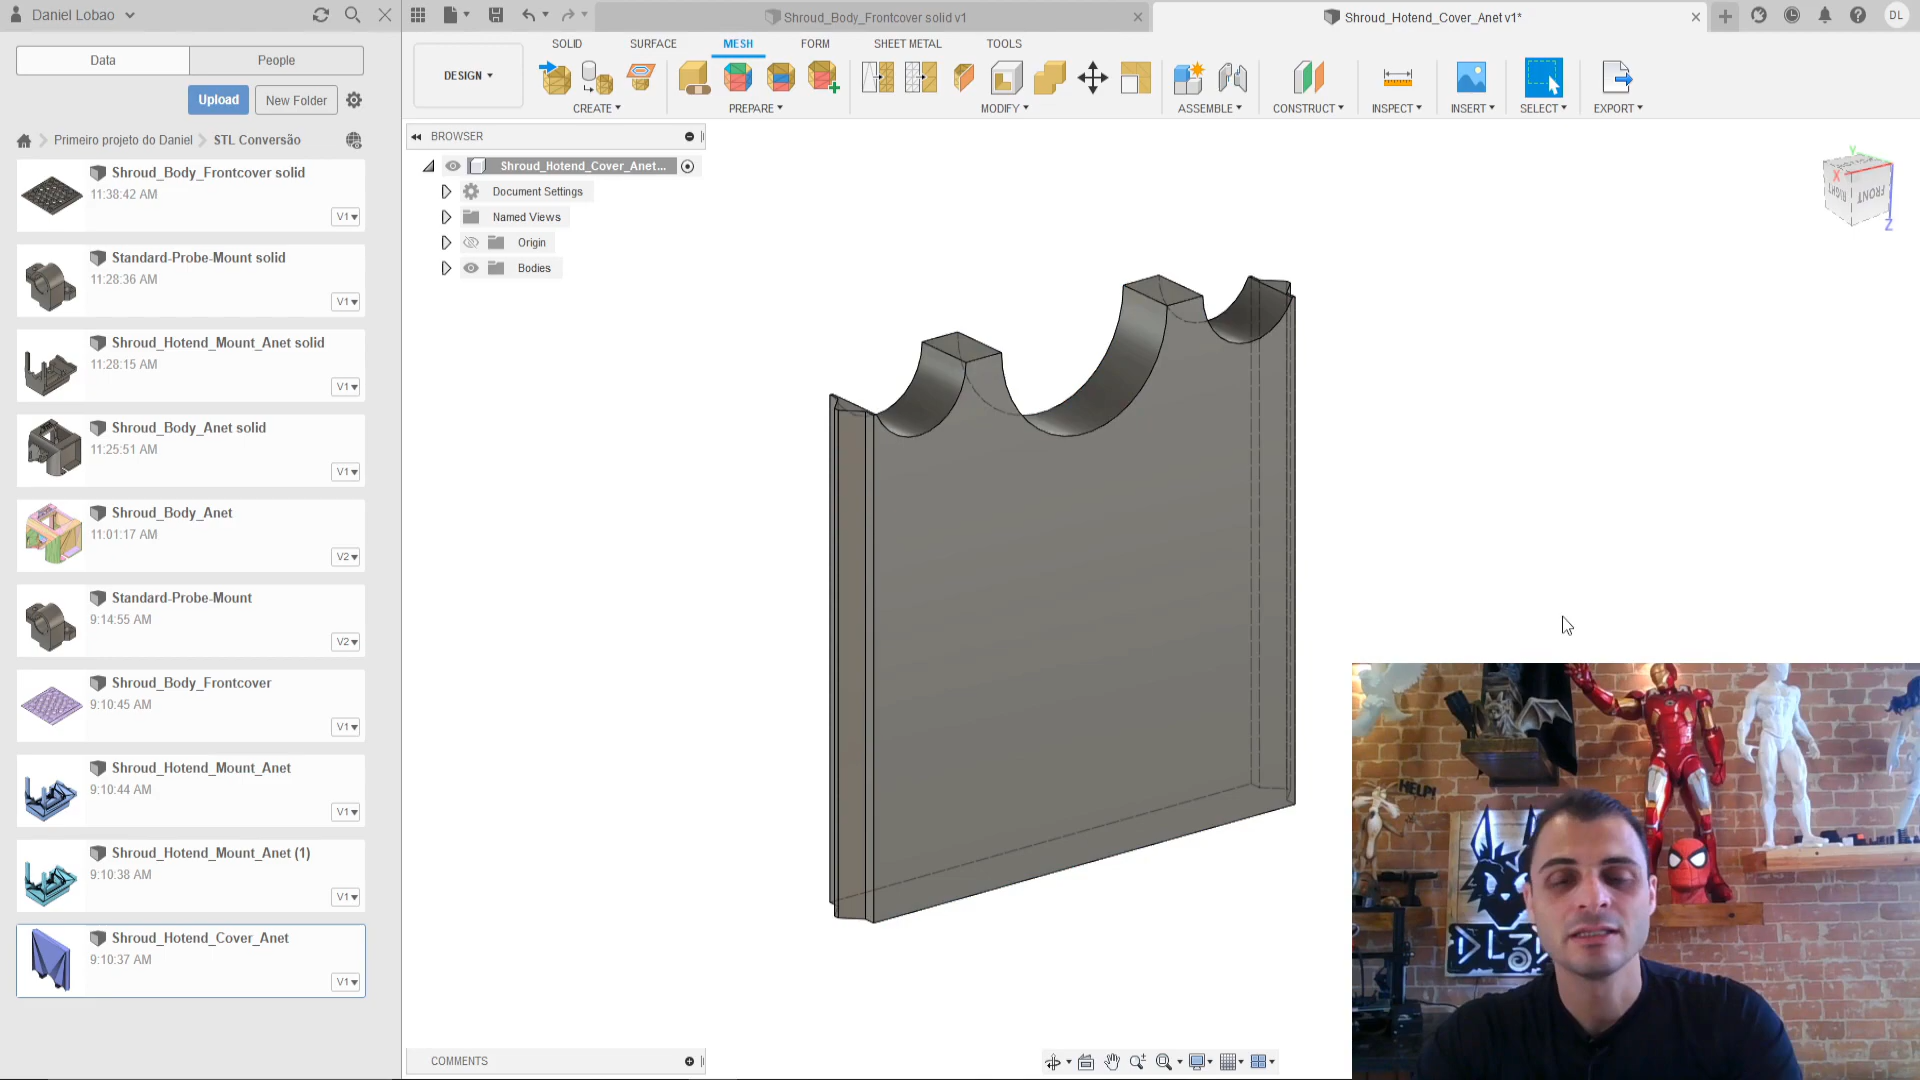 Daniel Lobao
Data
People
Upload
New Folder
Primeiro projeto do Daniel
STL Conversão
Shroud_Body_Frontcover solid
11:38:42 AM
V1
Standard-Probe-Mount solid
11:28:36 AM
V1
Shroud_Hotend_Mount_Anet solid
11:28:15 AM
V1
Shroud_Body_Anet solid
11:25:51 AM
V1
Shroud_Body_Anet
11:01:17 AM
V2
Standard-Probe-Mount
9:14:55 AM
V2
Shroud_Body_Frontcover
9:10:45 AM
V1
Shroud_Hotend_Mount_Anet
9:10:44 AM
V1
Shroud_Hotend_Mount_Anet (1)
9:10:38 AM
V1
Shroud_Hotend_Cover_Anet
9:10:37 AM
V1
Shroud_Body_Frontcover solid v1
Shroud_Hotend_Cover_Anet v1*
DL
DESIGN
SOLID
SURFACE
MESH
FORM
SHEET METAL
TOOLS
CREATE
PREPARE
MODIFY
ASSEMBLE
CONSTRUCT
INSPECT
INSERT
SELECT
EXPORT
BROWSER
Shroud_Hotend_Cover_Anet...
Document Settings
Named Views
Origin
Bodies
Y
X
Z
RIGHT
FRONT
HELP!
DL3D
COMMENTS